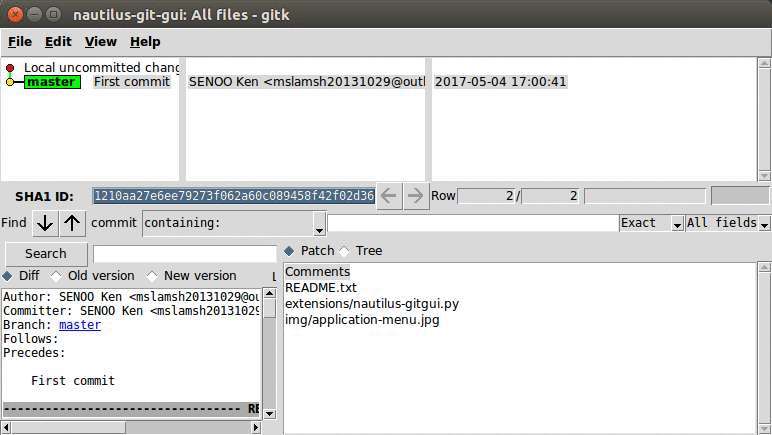 nautilus-git-gui: All files - gitk
File Edit View Help
Local uncommitted chang
master First commit SENOO Ken <mslamsh20131029@outl 2017-05-04 17:00:41
SHA1 ID: 1210aa27e6ee79273f062a60c089458f42f02d36 Row 2 / 2
Find commit containing: Exact All fields
Search Patch Tree
Diff Old version New version L
Comments
README.txt
extensions/nautilus-gitgui.py
img/application-menu.jpg
Author: SENOO Ken <mslamsh20131029@ou
Committer: SENOO Ken <mslamsh20131029
Branch: master
Follows:
Precedes:
First commit
--------------------------------- RE